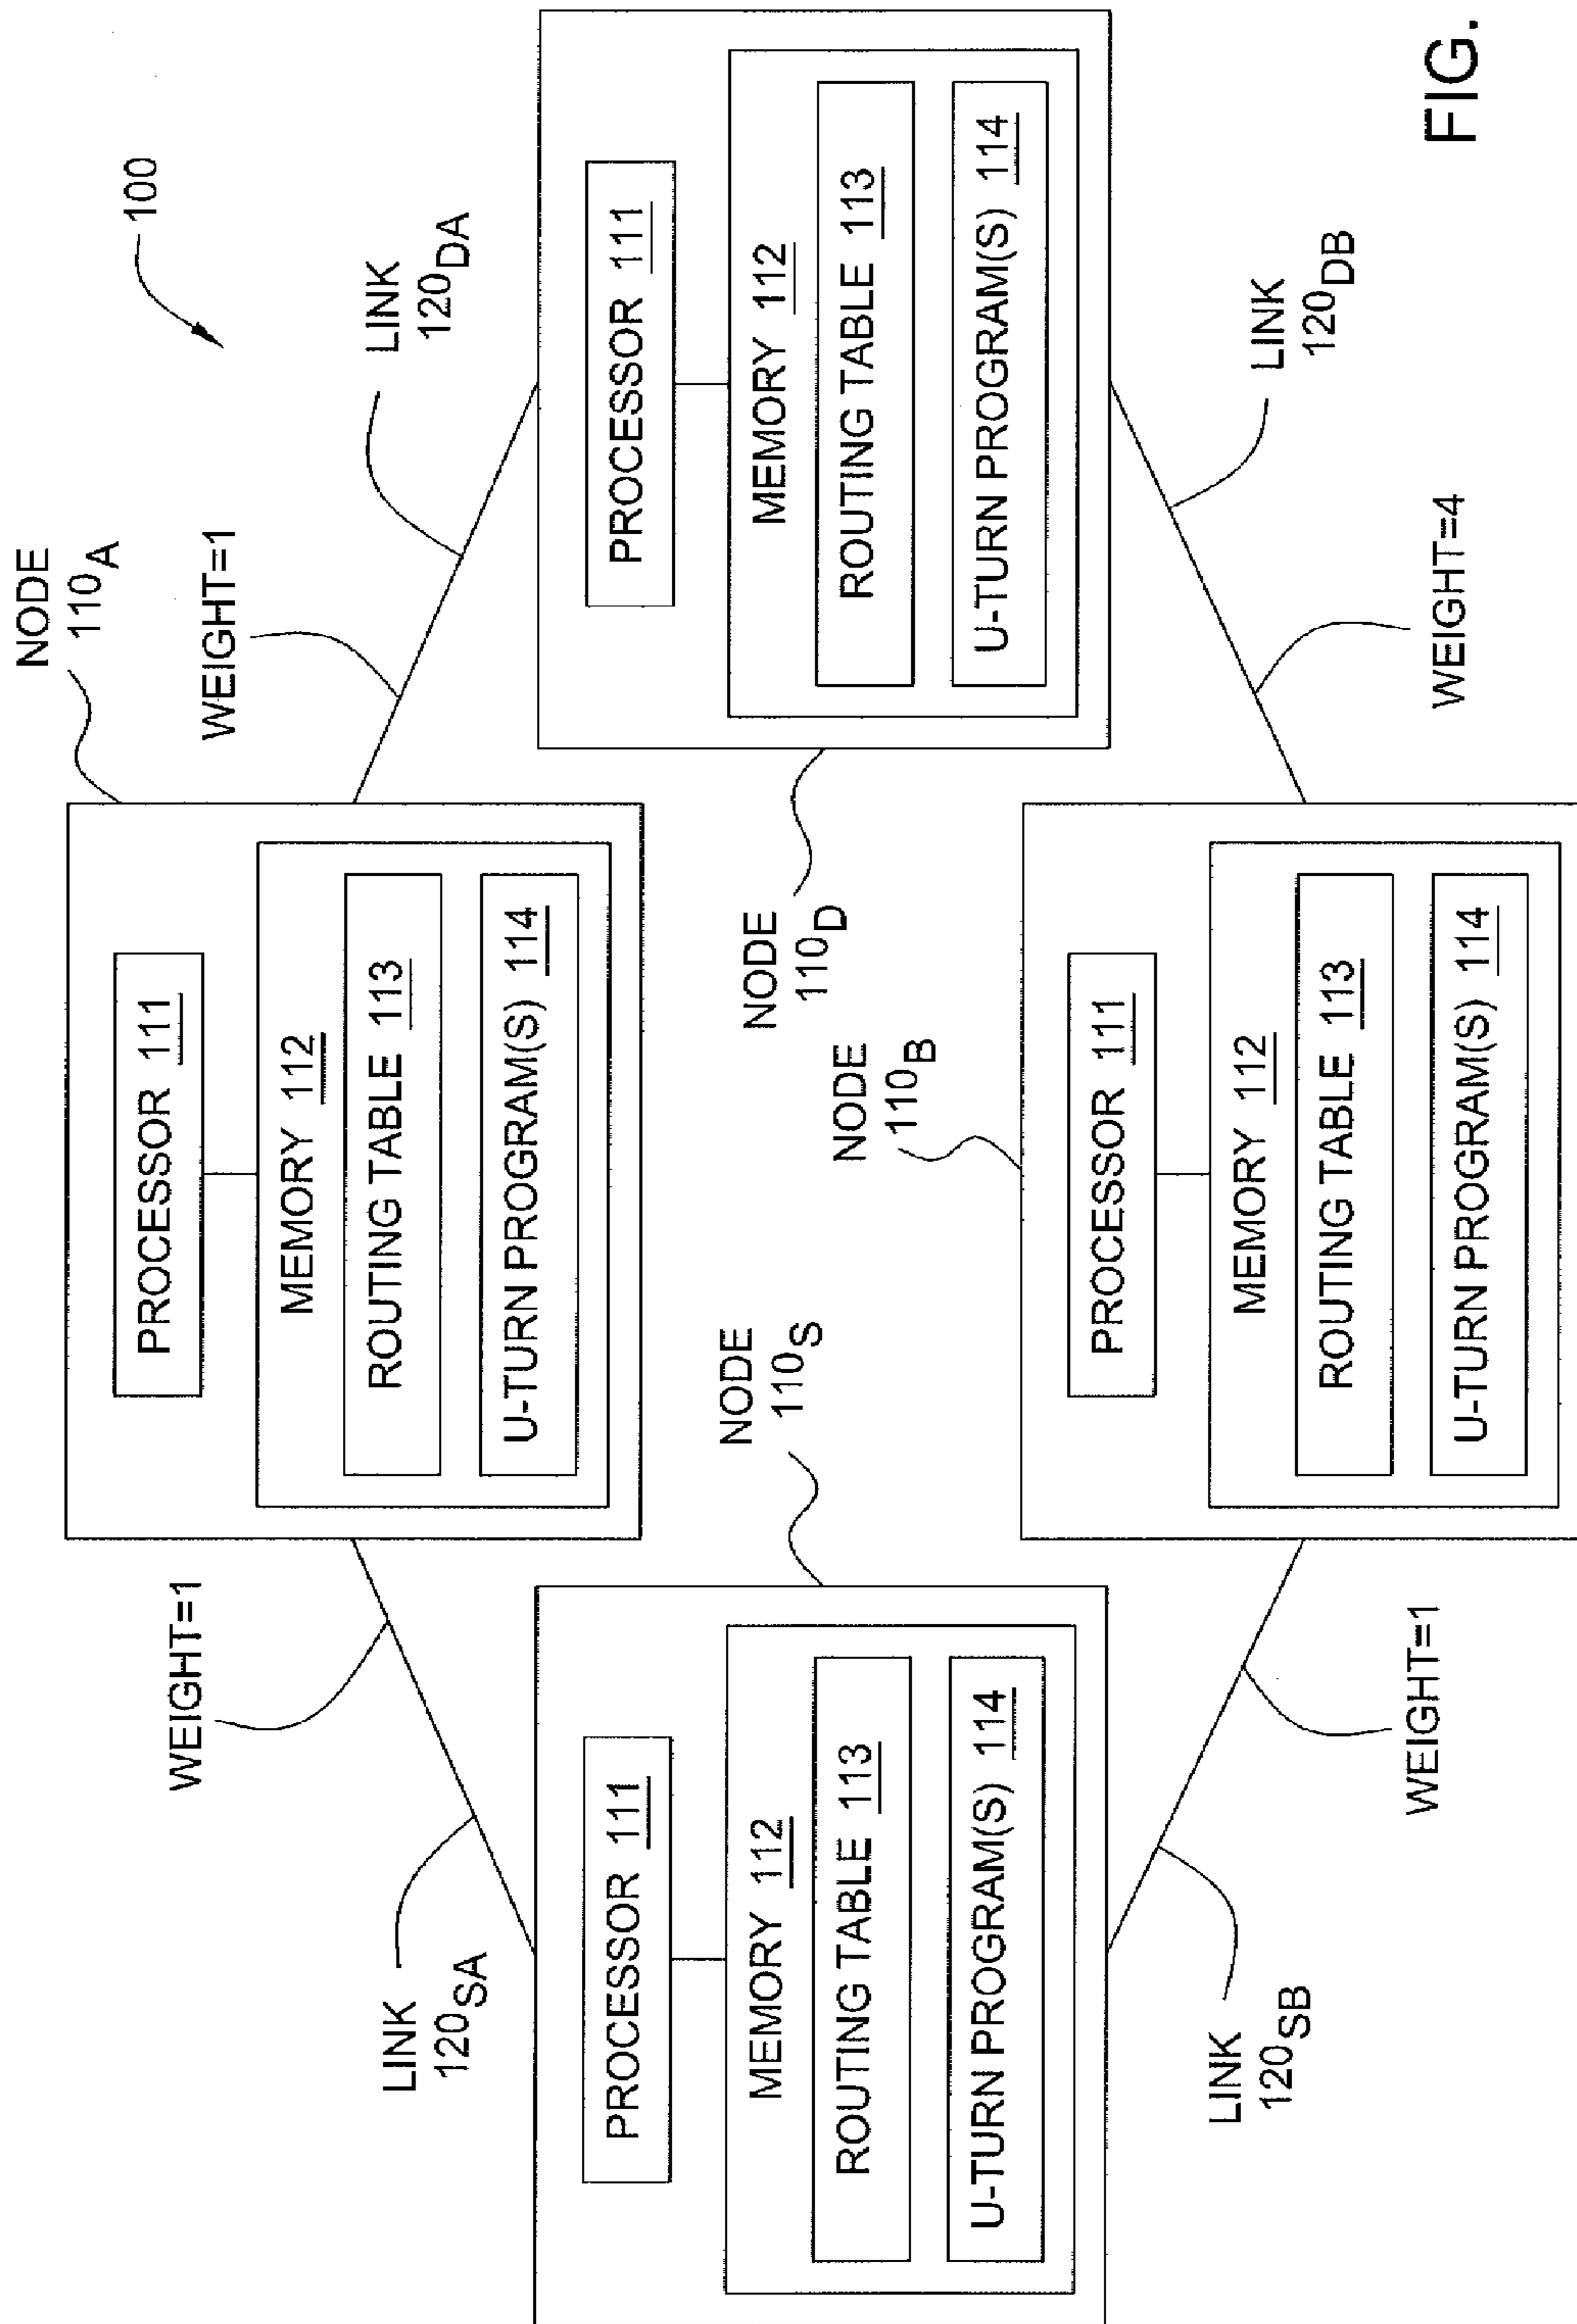 100
NODE
110A
WEIGHT=1
WEIGHT=1
LINK
120SA
LINK
120DA
PROCESSOR 111
MEMORY 112
ROUTING TABLE 113
U-TURN PROGRAM(S) 114
PROCESSOR 111
MEMORY 112
ROUTING TABLE 113
U-TURN PROGRAM(S) 114
NODE
110S
NODE
110D
PROCESSOR 111
MEMORY 112
ROUTING TABLE 113
U-TURN PROGRAM(S) 114
NODE
110B
PROCESSOR 111
MEMORY 112
ROUTING TABLE 113
U-TURN PROGRAM(S) 114
LINK
120SB
LINK
120DB
WEIGHT=1
WEIGHT=4
FIG.